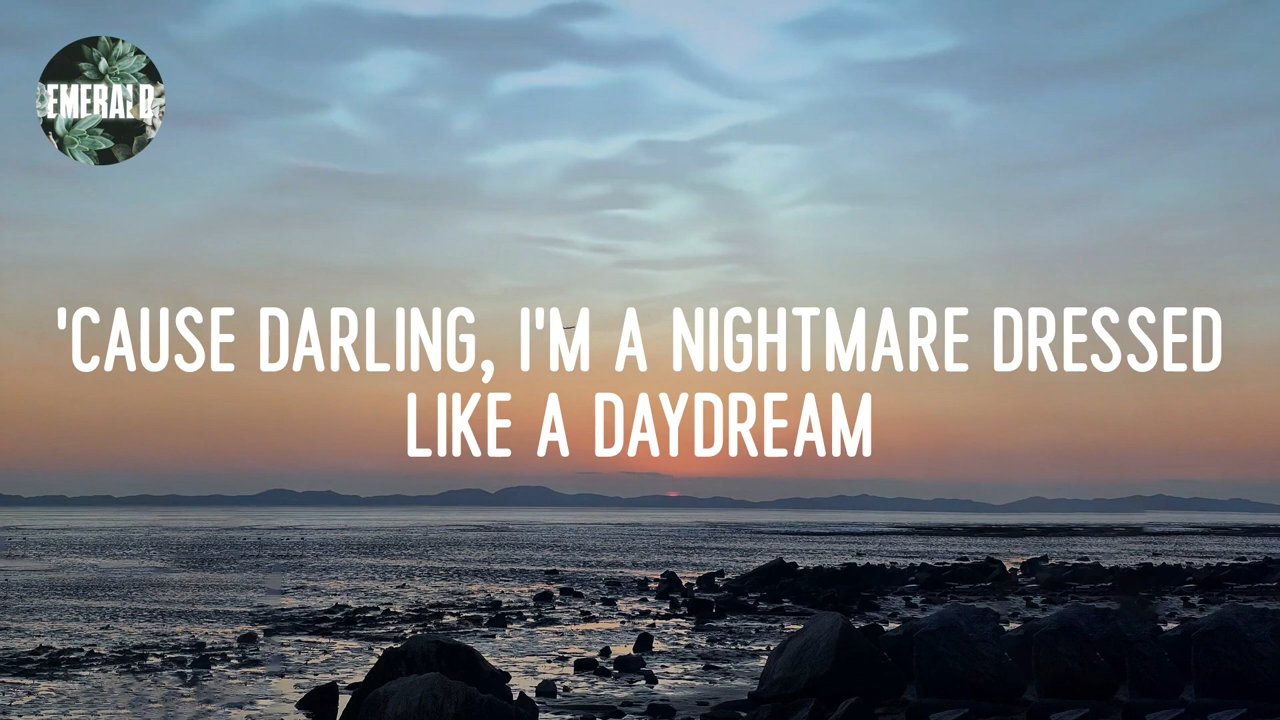 EMERALD
'CAUSE DARLING, I'M A NIGHTMARE DRESSED
LIKE A DAYDREAM